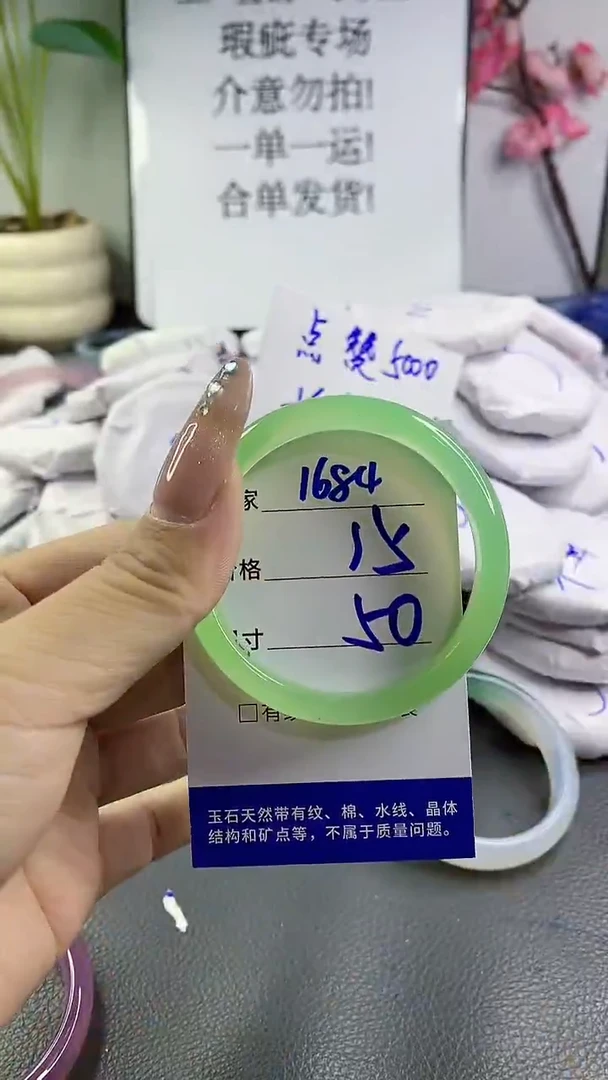 瑕疵专场
介意勿拍!
一单一运!
合单发货!
点赞5000
家 1684
格 15
寸 50
□有
玉石天然带有纹、棉、水线、晶体
结构和矿点等，不属于质量问题。